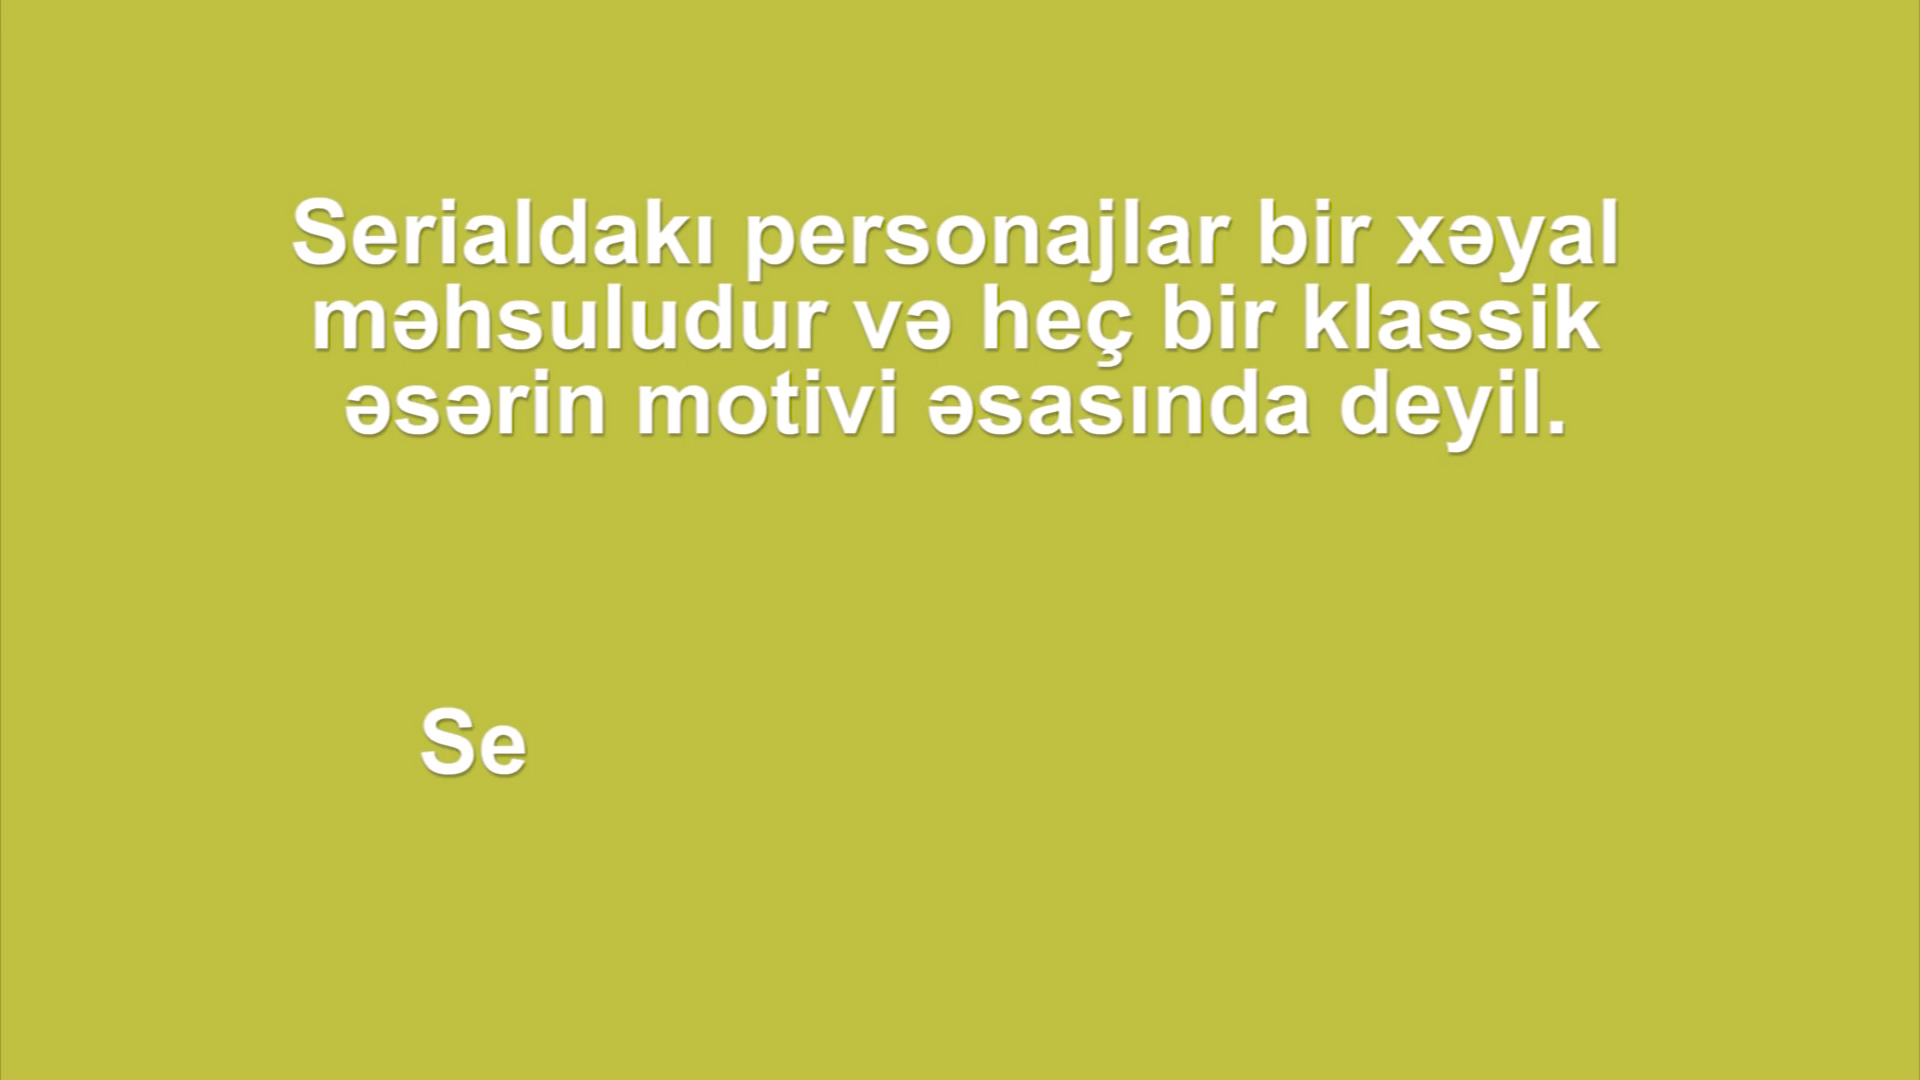 Serialdakı personajlar bir xəyal
məhsuludur və heç bir klassik
əsərin motivi əsasında deyil.
Se